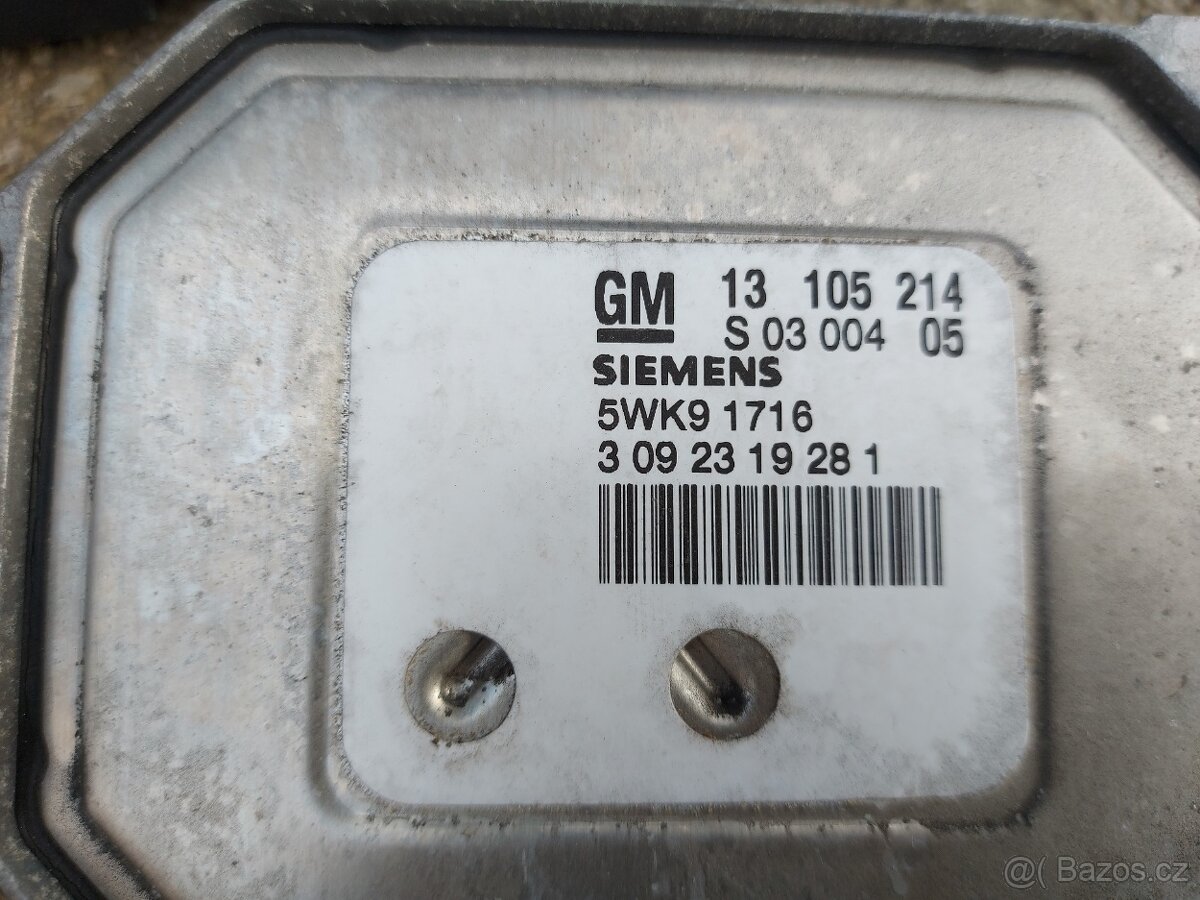 GM 13 105 214
S 03 004 05
SIEMENS
5WK9 1716
3 09 23 19 28 1
@( Bazos.cz